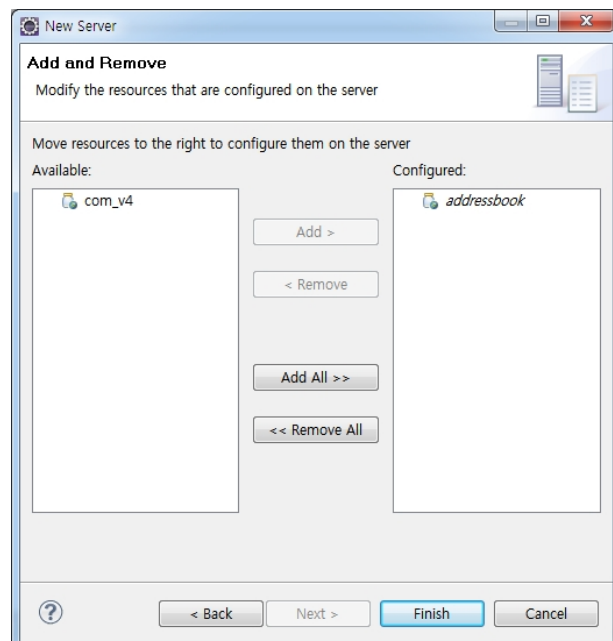 New Server
Add and Remove
Modify the resources that are configured on the server
Move resources to the right to configure them on the server
Available:
Configured:
com_v4
addressbook
Add >
< Remove
Add All >>
<< Remove All
?
< Back
Next >
Finish
Cancel